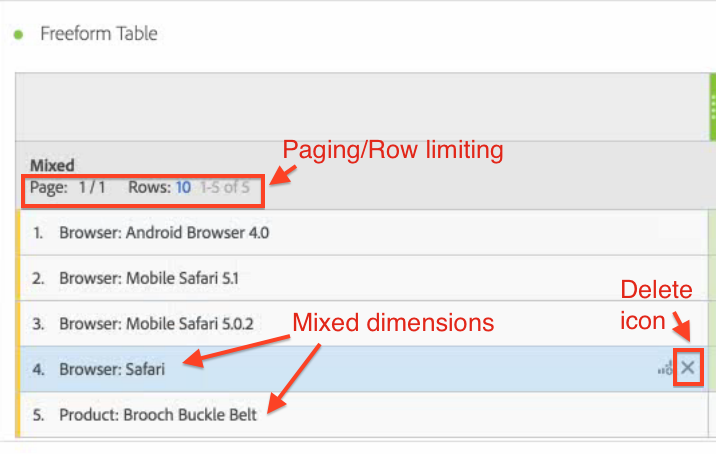 Freeform Table
Paging/Row limiting
Mixed
Page: 1 / 1 Rows: 10 1-5 of 5
1. Browser: Android Browser 4.0
2. Browser: Mobile Safari 5.1
Delete
icon
3. Browser: Mobile Safari 5.0.2
Mixed dimensions
4. Browser: Safari
5. Product: Brooch Buckle Belt